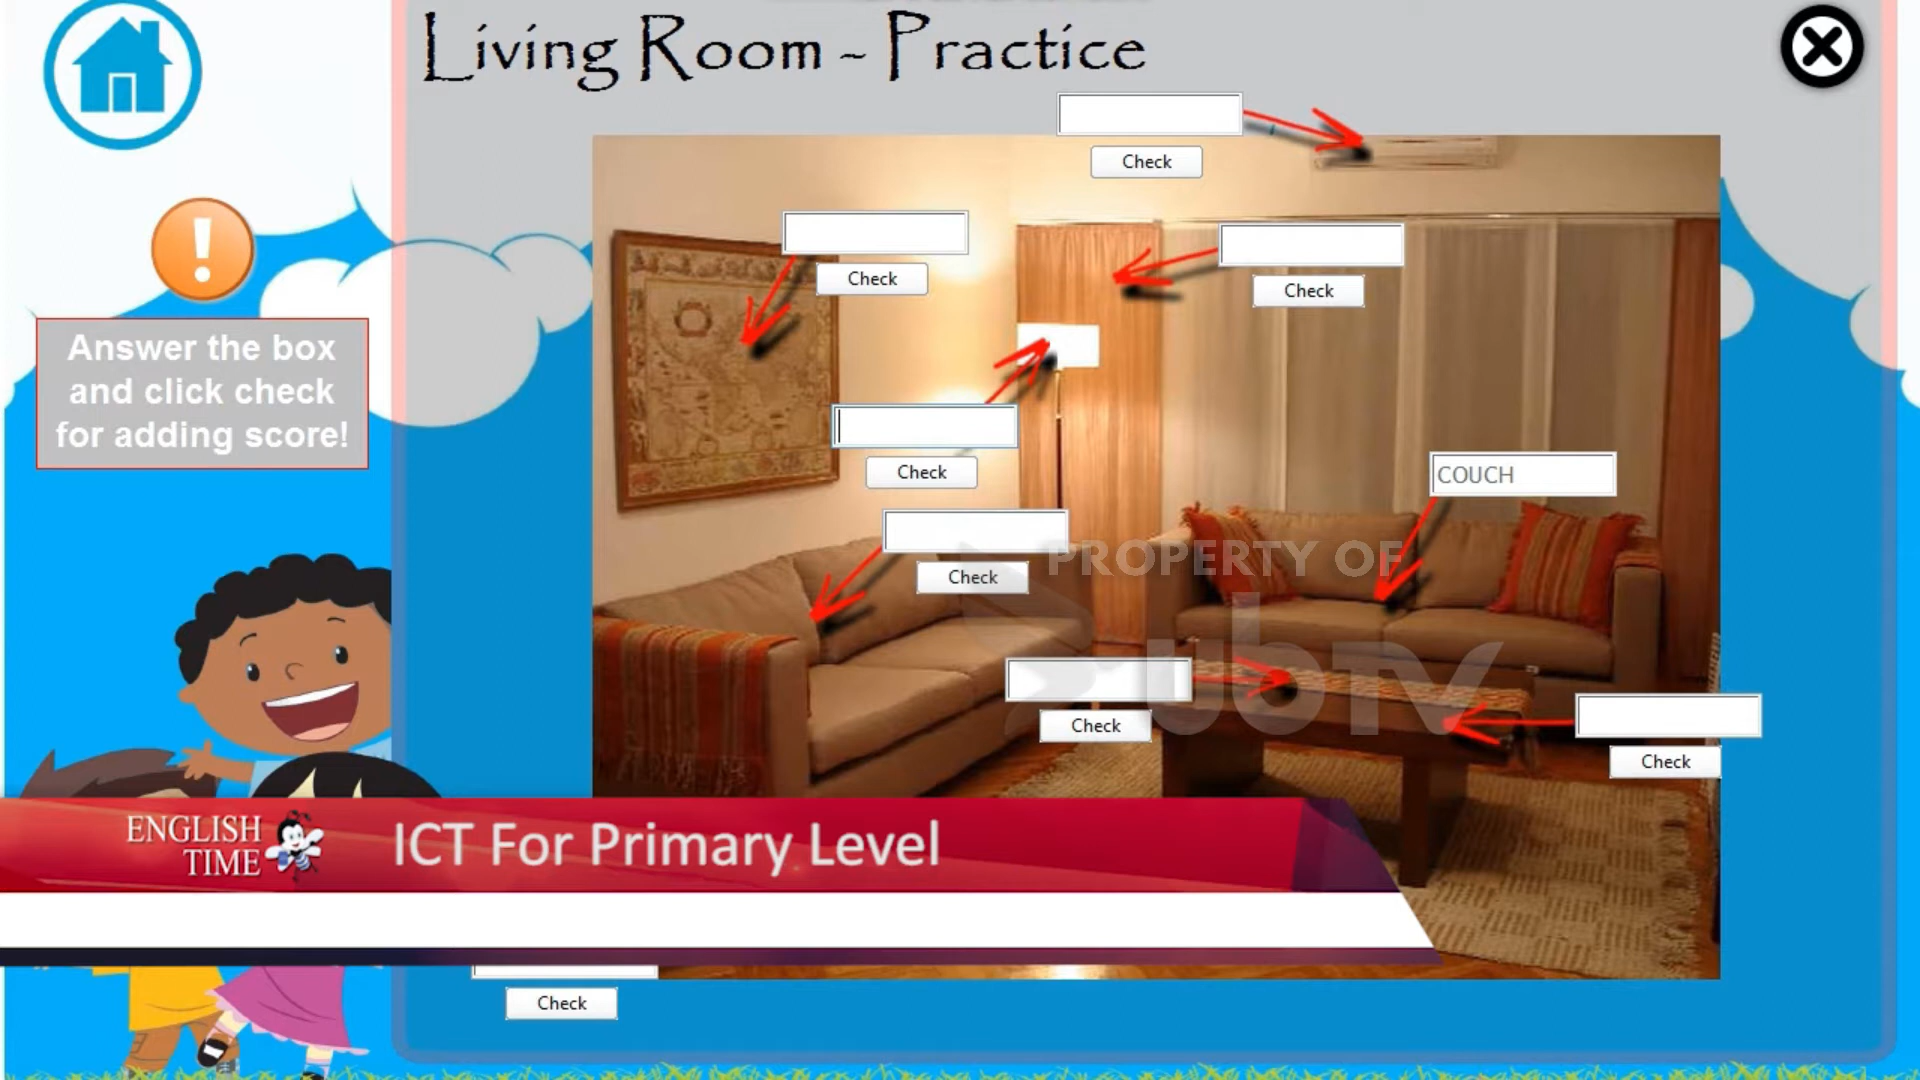 Living Room - Practice
Check
Check
Check
Answer the box
and click check
for adding score!
Check
COUCH
Check
PROPERTY OF
ubTV
Check
Check
ENGLISH
TIME
ICT For Primary Level
Check